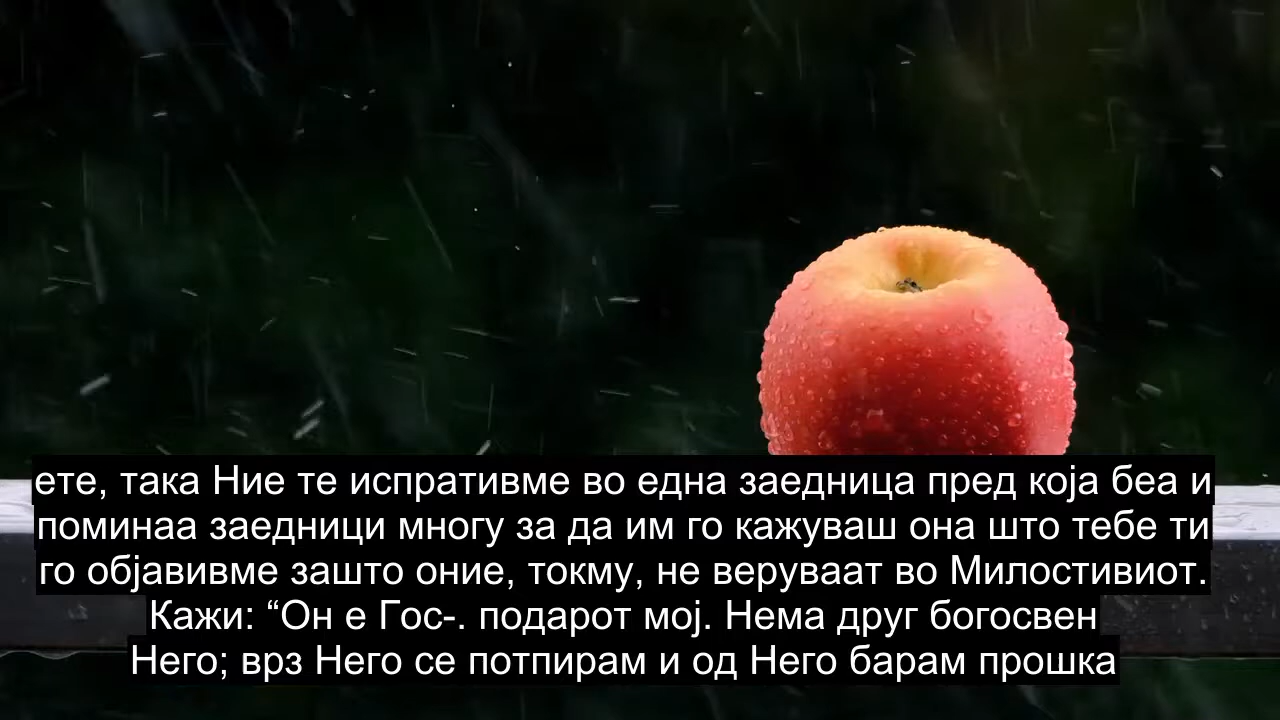 ете, така Ние те испративме во една заедница пред која беа и
поминаа заедници многу за да им го кажуваш она што тебе ти
го објавивме зашто оние, токму, не веруваат во Милостивиот.
Кажи: “Он е Гос-. подарот мој. Нема друг богосвен
Него; врз Него се потпирам и од Него барам прошка